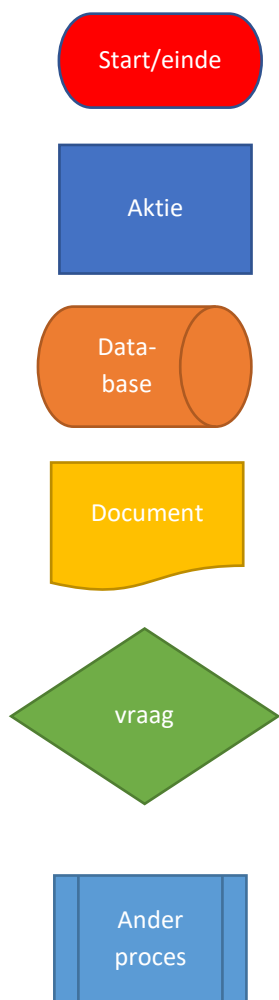 Start/einde
Aktie
Data-
base
Document
vraag
Ander
proces